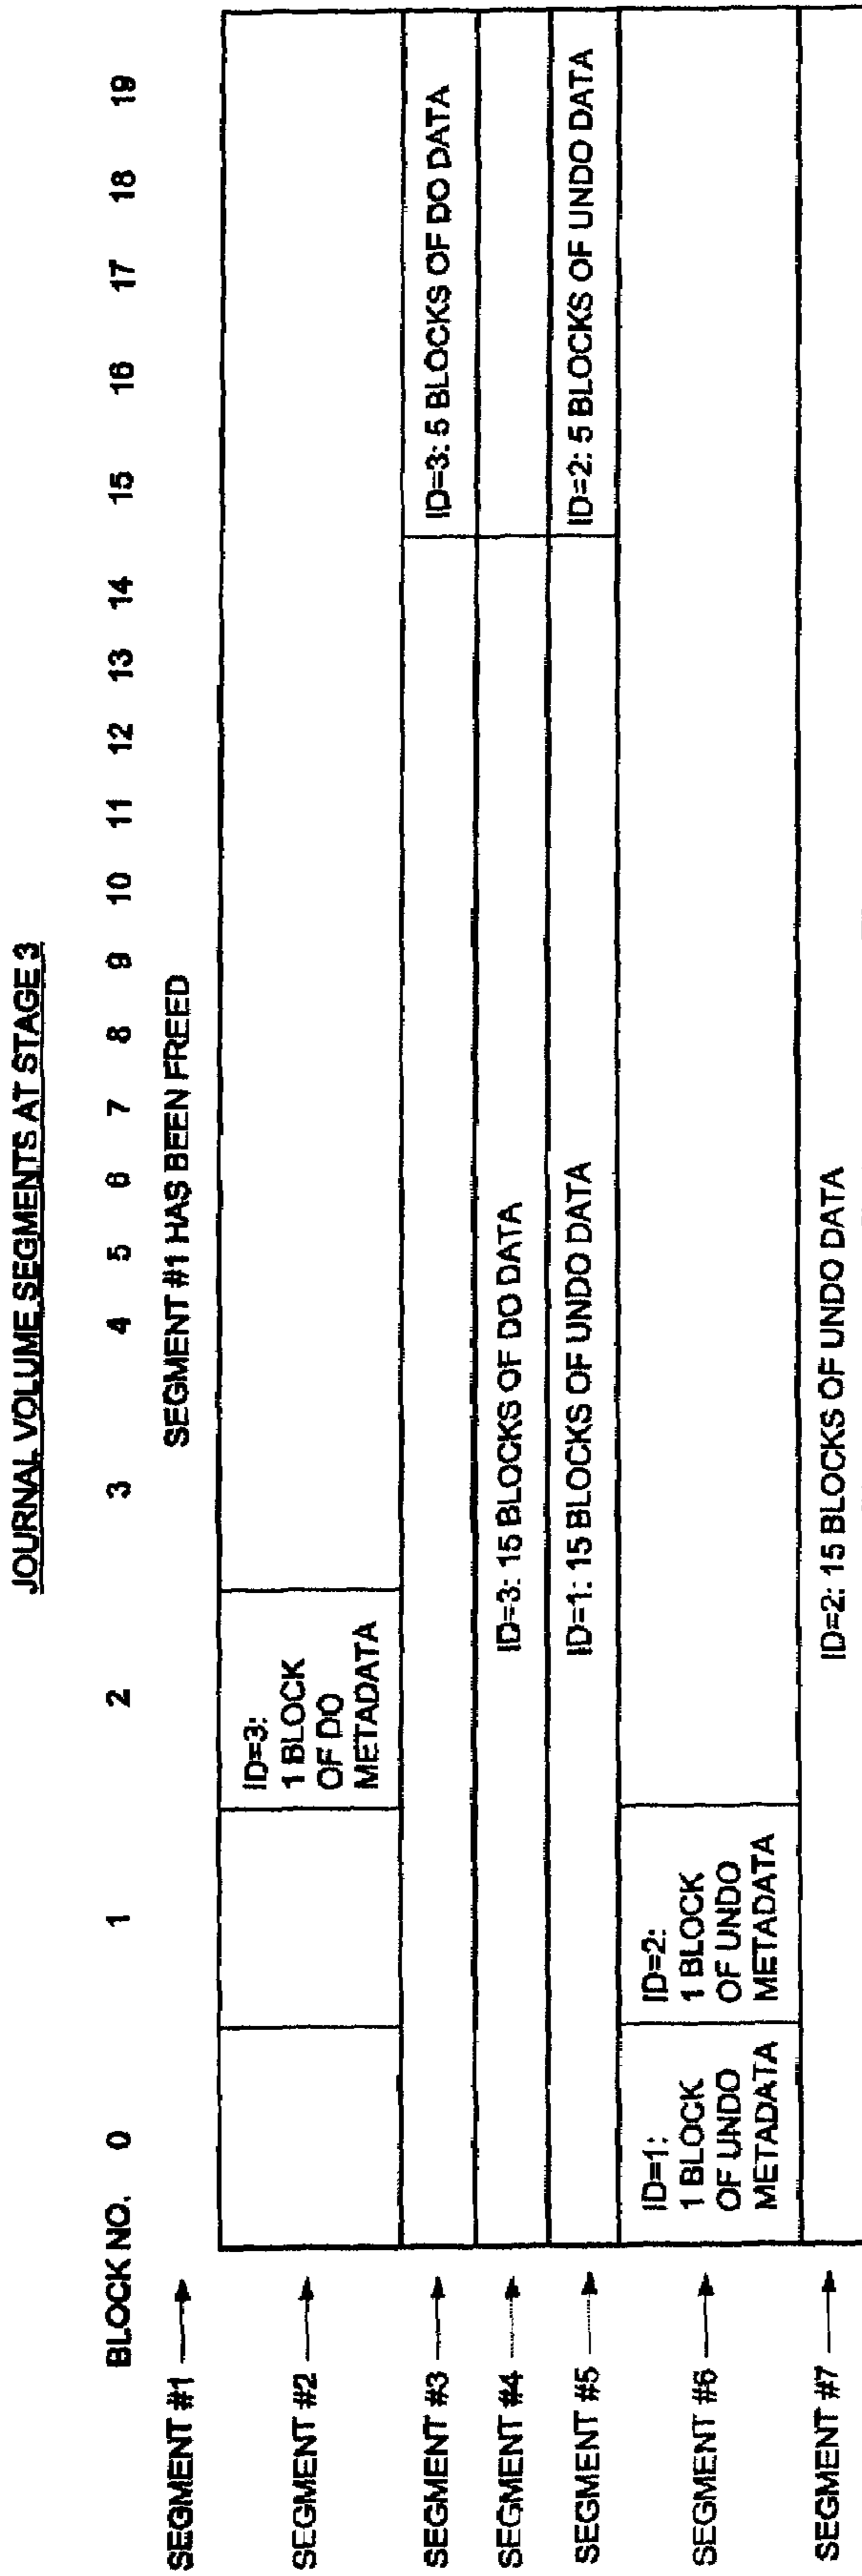 JOURNAL VOLUME SEGMENTS AT STAGE 3
BLOCK NO. 0 1 2 3 4 5 6 7 8 9 10 11 12 13 14 15 16 17 18 19
SEGMENT #1
SEGMENT #1 HAS BEEN FREED
SEGMENT #2
ID=3:
1 BLOCK
OF DO
METADATA
SEGMENT #3
ID=3: 5 BLOCKS OF DO DATA
SEGMENT #4
ID=3: 15 BLOCKS OF DO DATA
SEGMENT #5
ID=1: 15 BLOCKS OF UNDO DATA
ID=2: 5 BLOCKS OF UNDO DATA
SEGMENT #6
ID=1:
1 BLOCK
OF UNDO
METADATA
ID=2:
1 BLOCK
OF UNDO
METADATA
SEGMENT #7
ID=2: 15 BLOCKS OF UNDO DATA